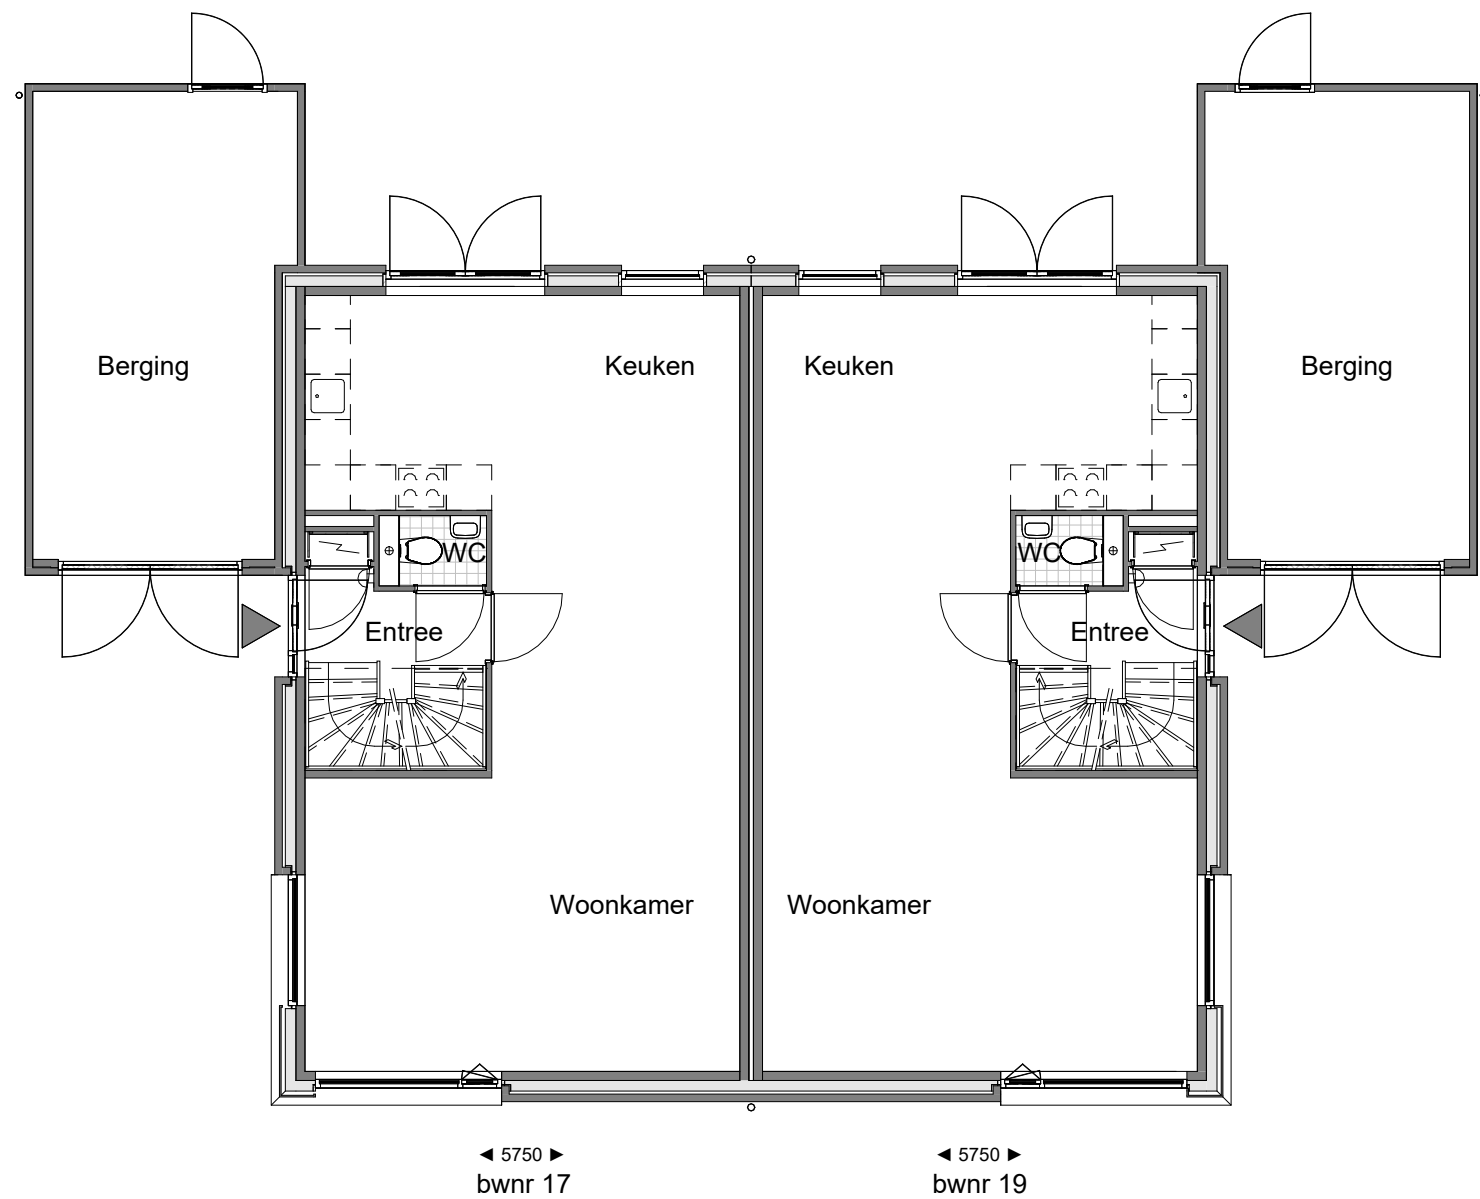 Berging
Keuken
Keuken
Berging
WC
WC
Entree
Entree
Woonkamer
Woonkamer
◄ 5750 ►
◄ 5750 ►
bwnr 17
bwnr 19